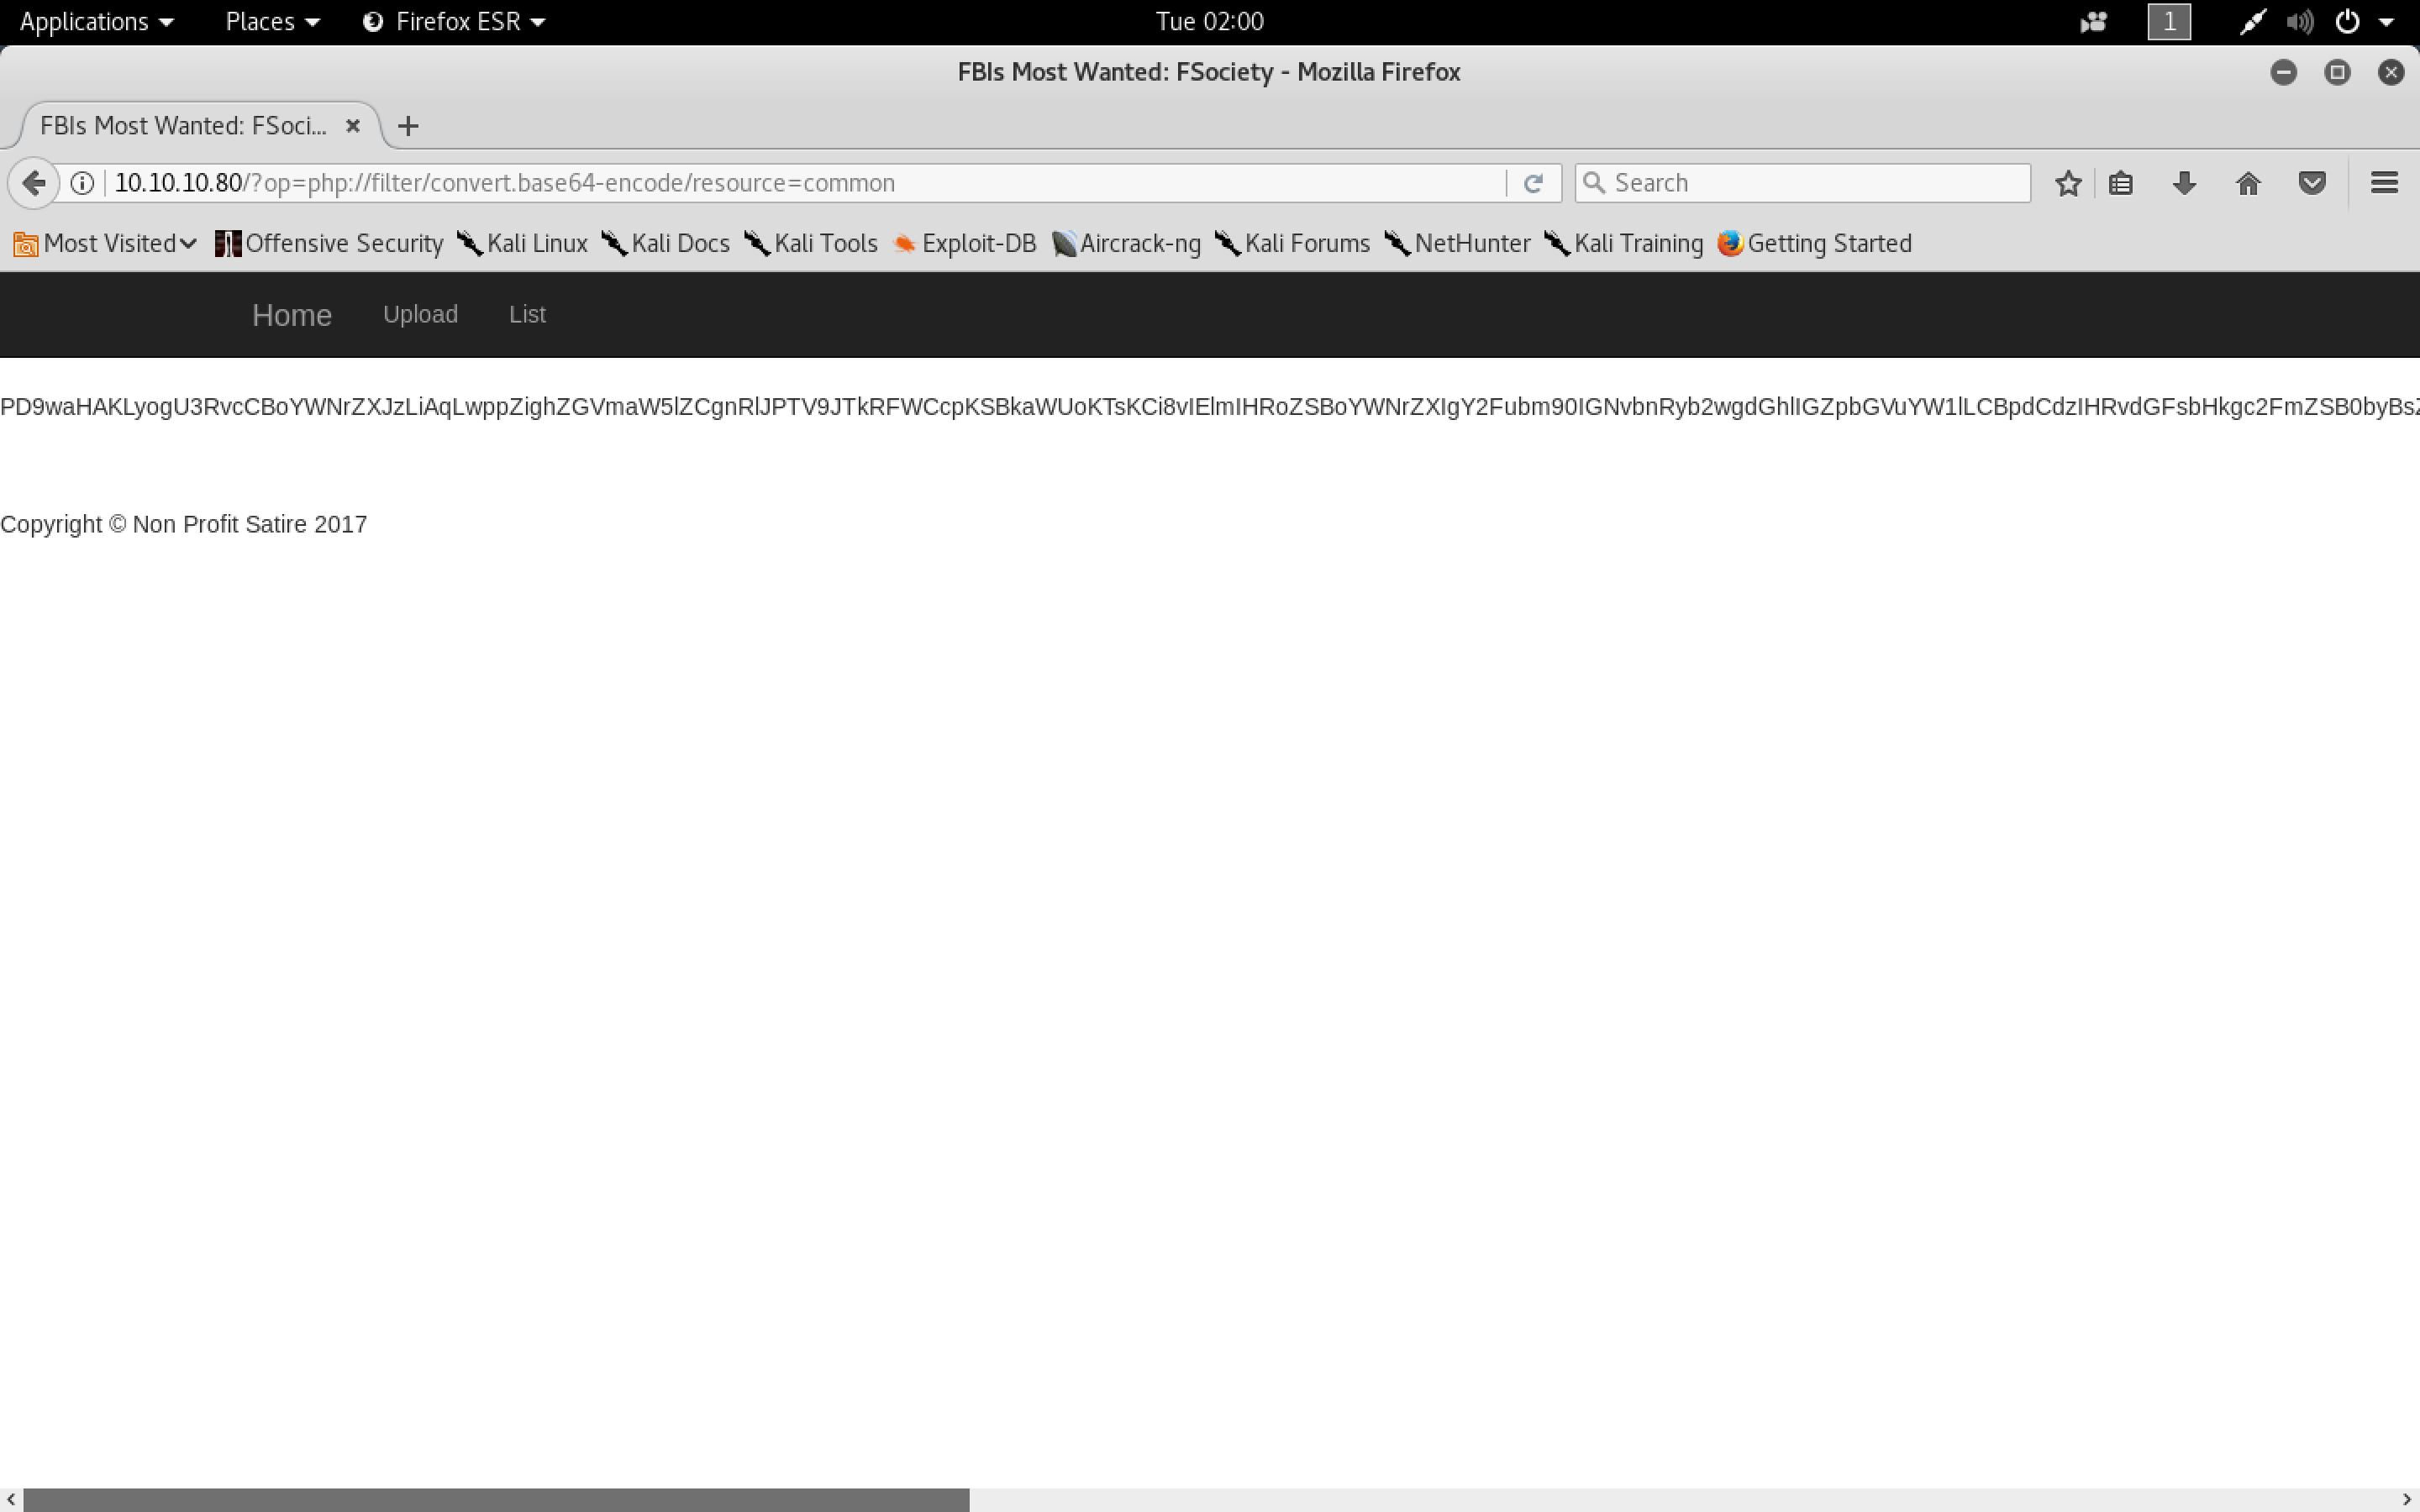 Applications Places Firefox ESR Tue 02:00 1
FBIs Most Wanted: FSociety - Mozilla Firefox
FBIs Most Wanted: FSoci...
10.10.10.80/?op=php://filter/convert.base64-encode/resource=common Search
Most Visited Offensive Security Kali Linux Kali Docs Kali Tools Exploit-DB Aircrack-ng Kali Forums NetHunter Kali Training Getting Started
Home Upload List
PD9waHAKLyogU3RvcCBoYWNrZXJzLiAqLwppZighZGVmaW5lZCgnRlJPTV9JTkRFWCcpKSBkaWUoKTsKCi8vIElmIHRoZSBoYWNrZXIgY2Fubm90IGNvbnRyb2wgdGhlIGZpbGVuYW1lLCBpdCdzIHRvdGFsbHkgc2FmZSB0byBsZ
Copyright © Non Profit Satire 2017